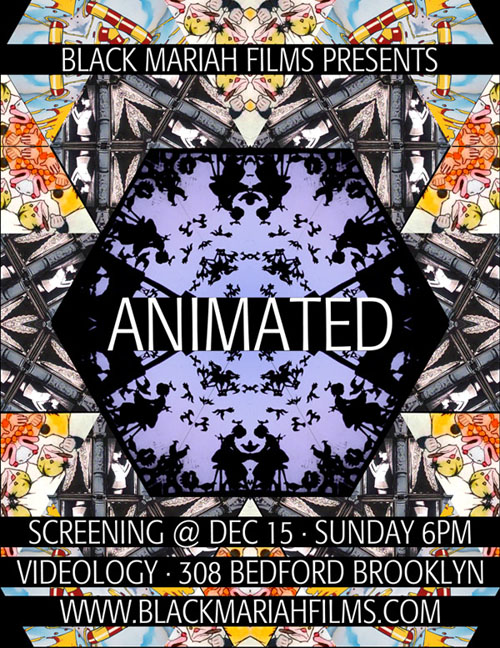 BLACK MARIAH FILMS PRESENTS
ANIMATED
SCREENING @ DEC 15 · SUNDAY 6PM
VIDEOLOGY · 308 BEDFORD BROOKLYN
WWW.BLACKMARIAHFILMS.COM